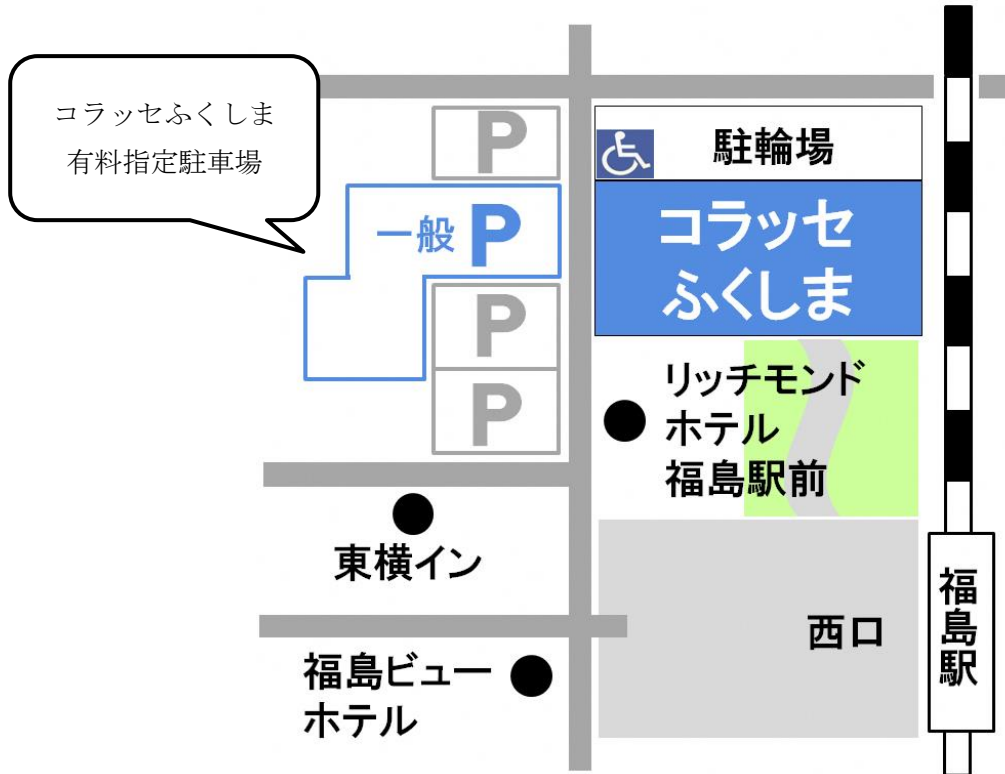 コラッセふくしま
有料指定駐車場
P
駐輪場
一般 P
コラッセ
ふくしま
P
P
リッチモンド
ホテル
福島駅前
東横イン
西口
福島駅
福島ビュー
ホテル